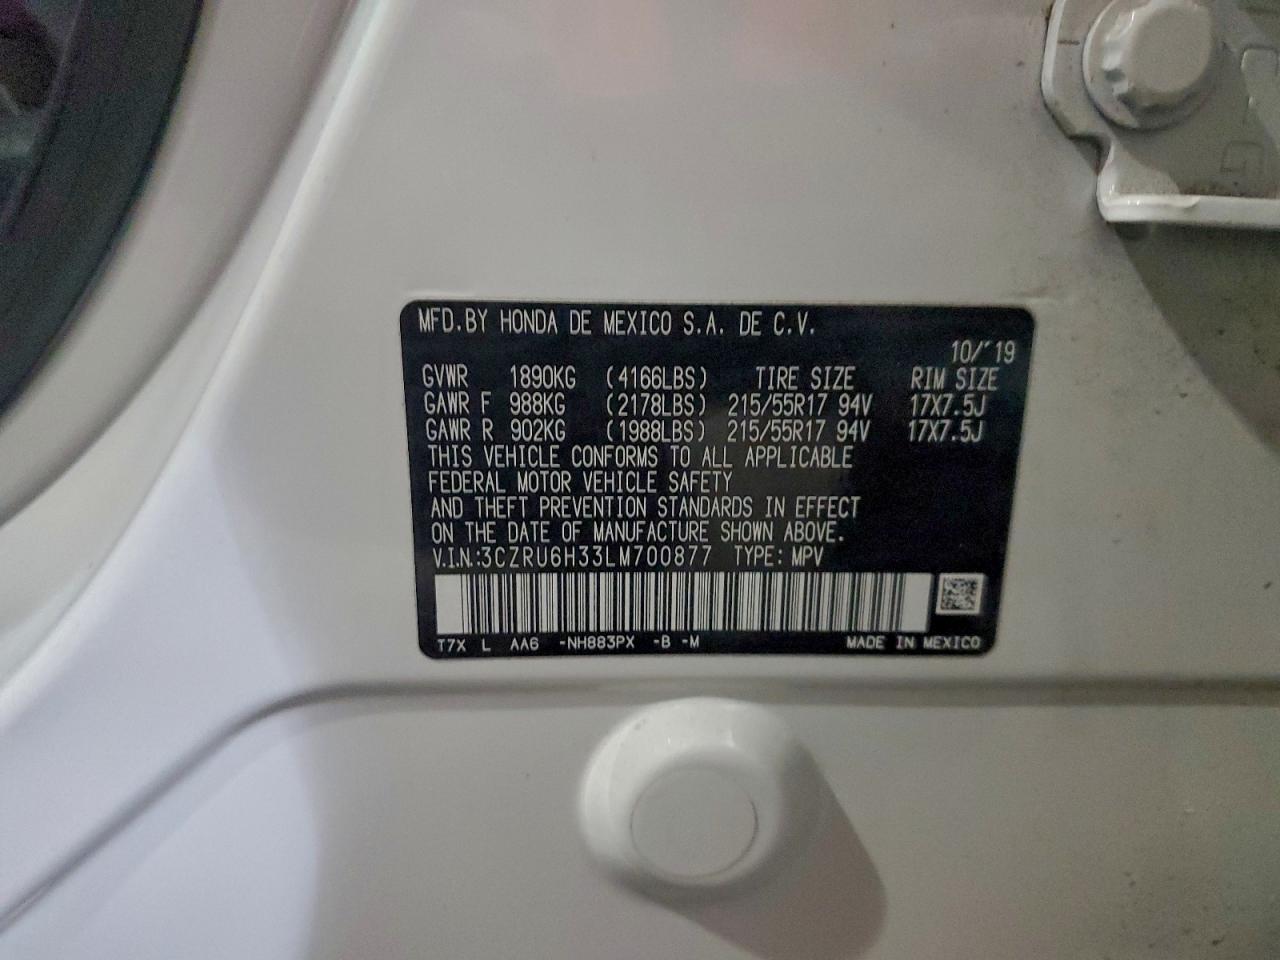 MFD.BY HONDA DE MEXICO S.A. DE C.V.
10/'19
GVWR 1890KG (4166LBS) TIRE SIZE RIM SIZE
GAWR F 988KG (2178LBS) 215/55R17 94V 17X7.5J
GAWR R 902KG (1988LBS) 215/55R17 94V 17X7.5J
THIS VEHICLE CONFORMS TO ALL APPLICABLE
FEDERAL MOTOR VEHICLE SAFETY
AND THEFT PREVENTION STANDARDS IN EFFECT
ON THE DATE OF MANUFACTURE SHOWN ABOVE.
V.I.N.:3CZRU6H33LM700877 TYPE: MPV
T7X L AA6 -NH883PX -B -M MADE IN MEXICO